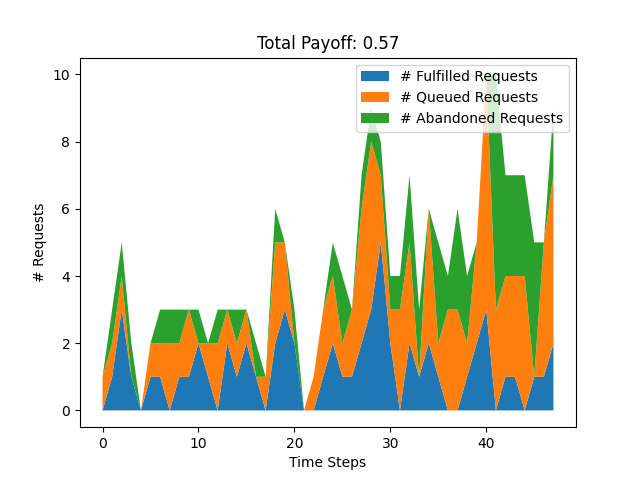 Total Payoff: 0.57
# Fulfilled Requests
# Queued Requests
# Abandoned Requests
10
8
6
4
2
0
# Requests
0
10
20
30
40
Time Steps